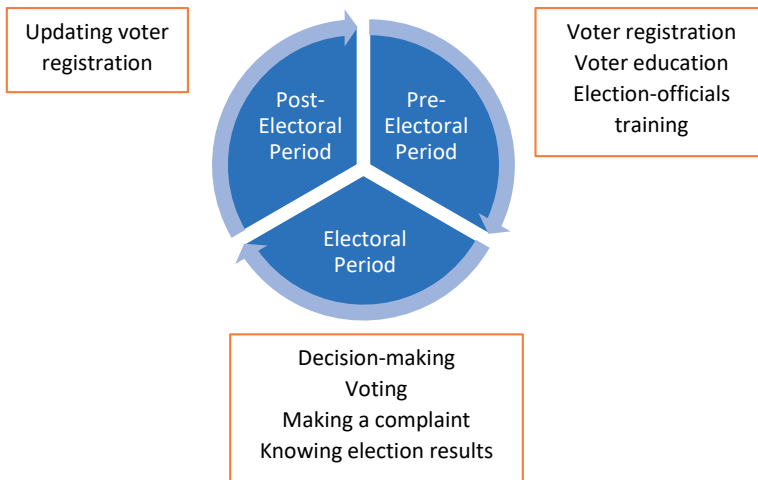 Updating voter
registration
Post-
Electoral
Period
Pre-
Electoral
Period
Voter registration
Voter education
Election-officials
training
Electoral
Period
Decision-making
Voting
Making a complaint
Knowing election results